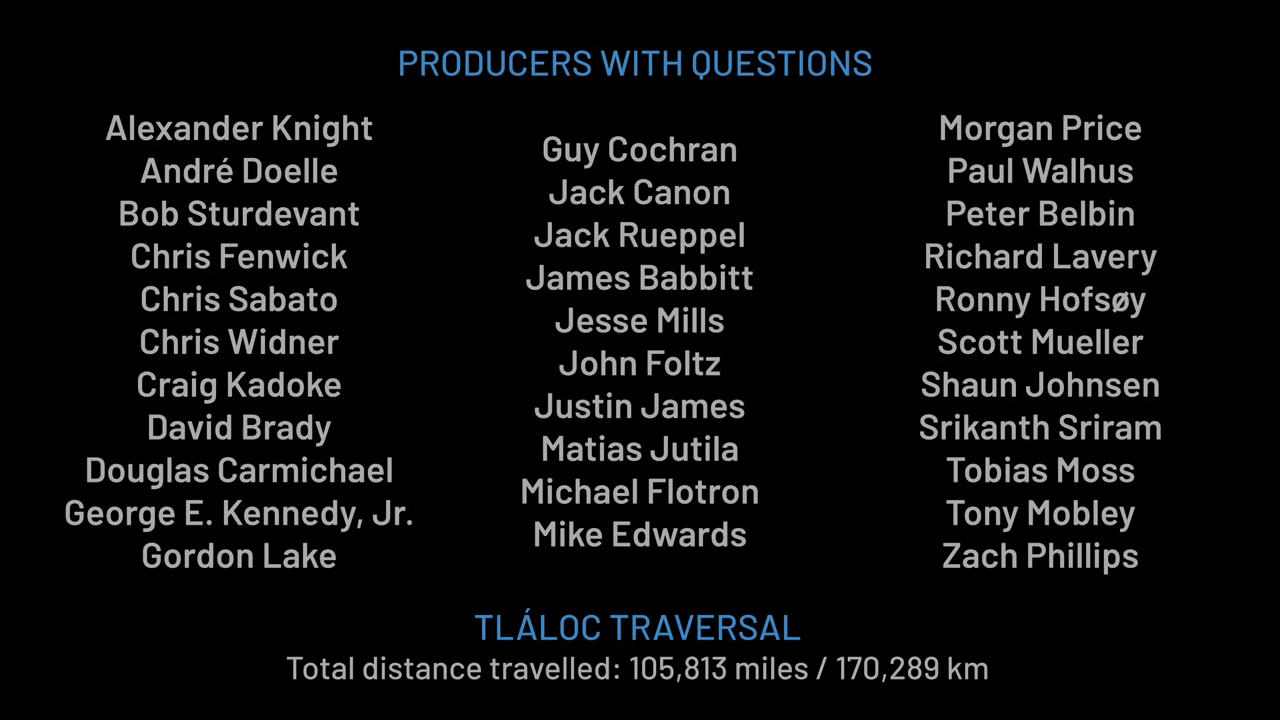 PRODUCERS WITH QUESTIONS
Alexander Knight
André Doelle
Bob Sturdevant
Chris Fenwick
Chris Sabato
Chris Widner
Craig Kadoke
David Brady
Douglas Carmichael
George E. Kennedy, Jr.
Gordon Lake
Guy Cochran
Jack Canon
Jack Rueppel
James Babbitt
Jesse Mills
John Foltz
Justin James
Matias Jutila
Michael Flotron
Mike Edwards
Morgan Price
Paul Walhus
Peter Belbin
Richard Lavery
Ronny Hofsøy
Scott Mueller
Shaun Johnsen
Srikanth Sriram
Tobias Moss
Tony Mobley
Zach Phillips
TLÁLOC TRAVERSAL
Total distance travelled: 105,813 miles / 170,289 km